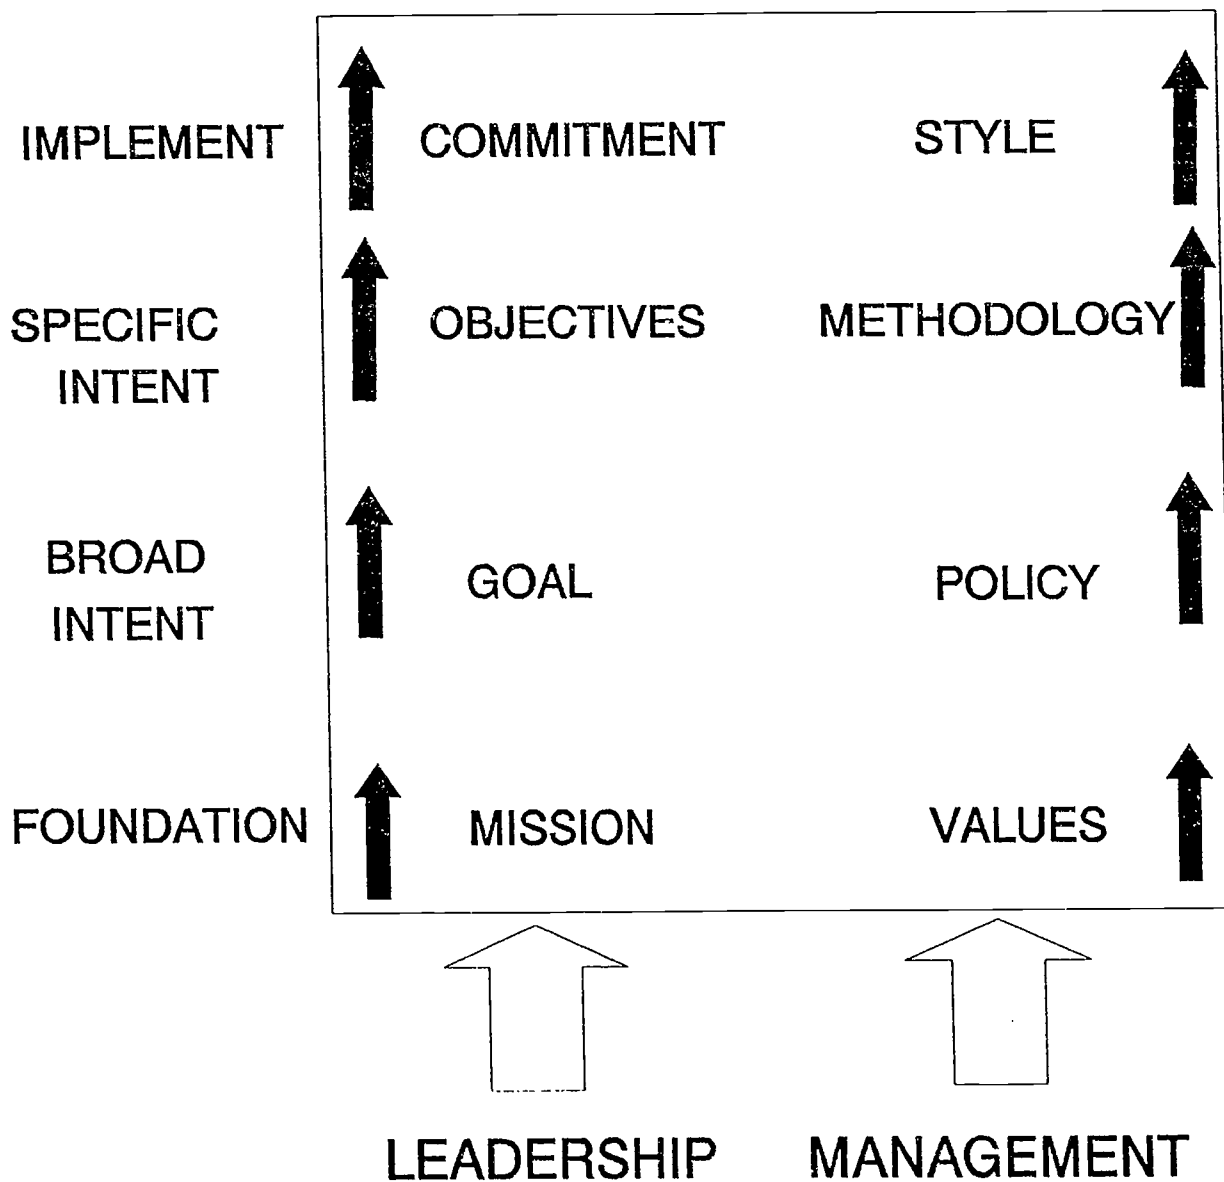 IMPLEMENT COMMITMENT STYLE
SPECIFIC INTENT OBJECTIVES METHODOLOGY
BROAD INTENT GOAL POLICY
FOUNDATION MISSION VALUES
LEADERSHIP MANAGEMENT